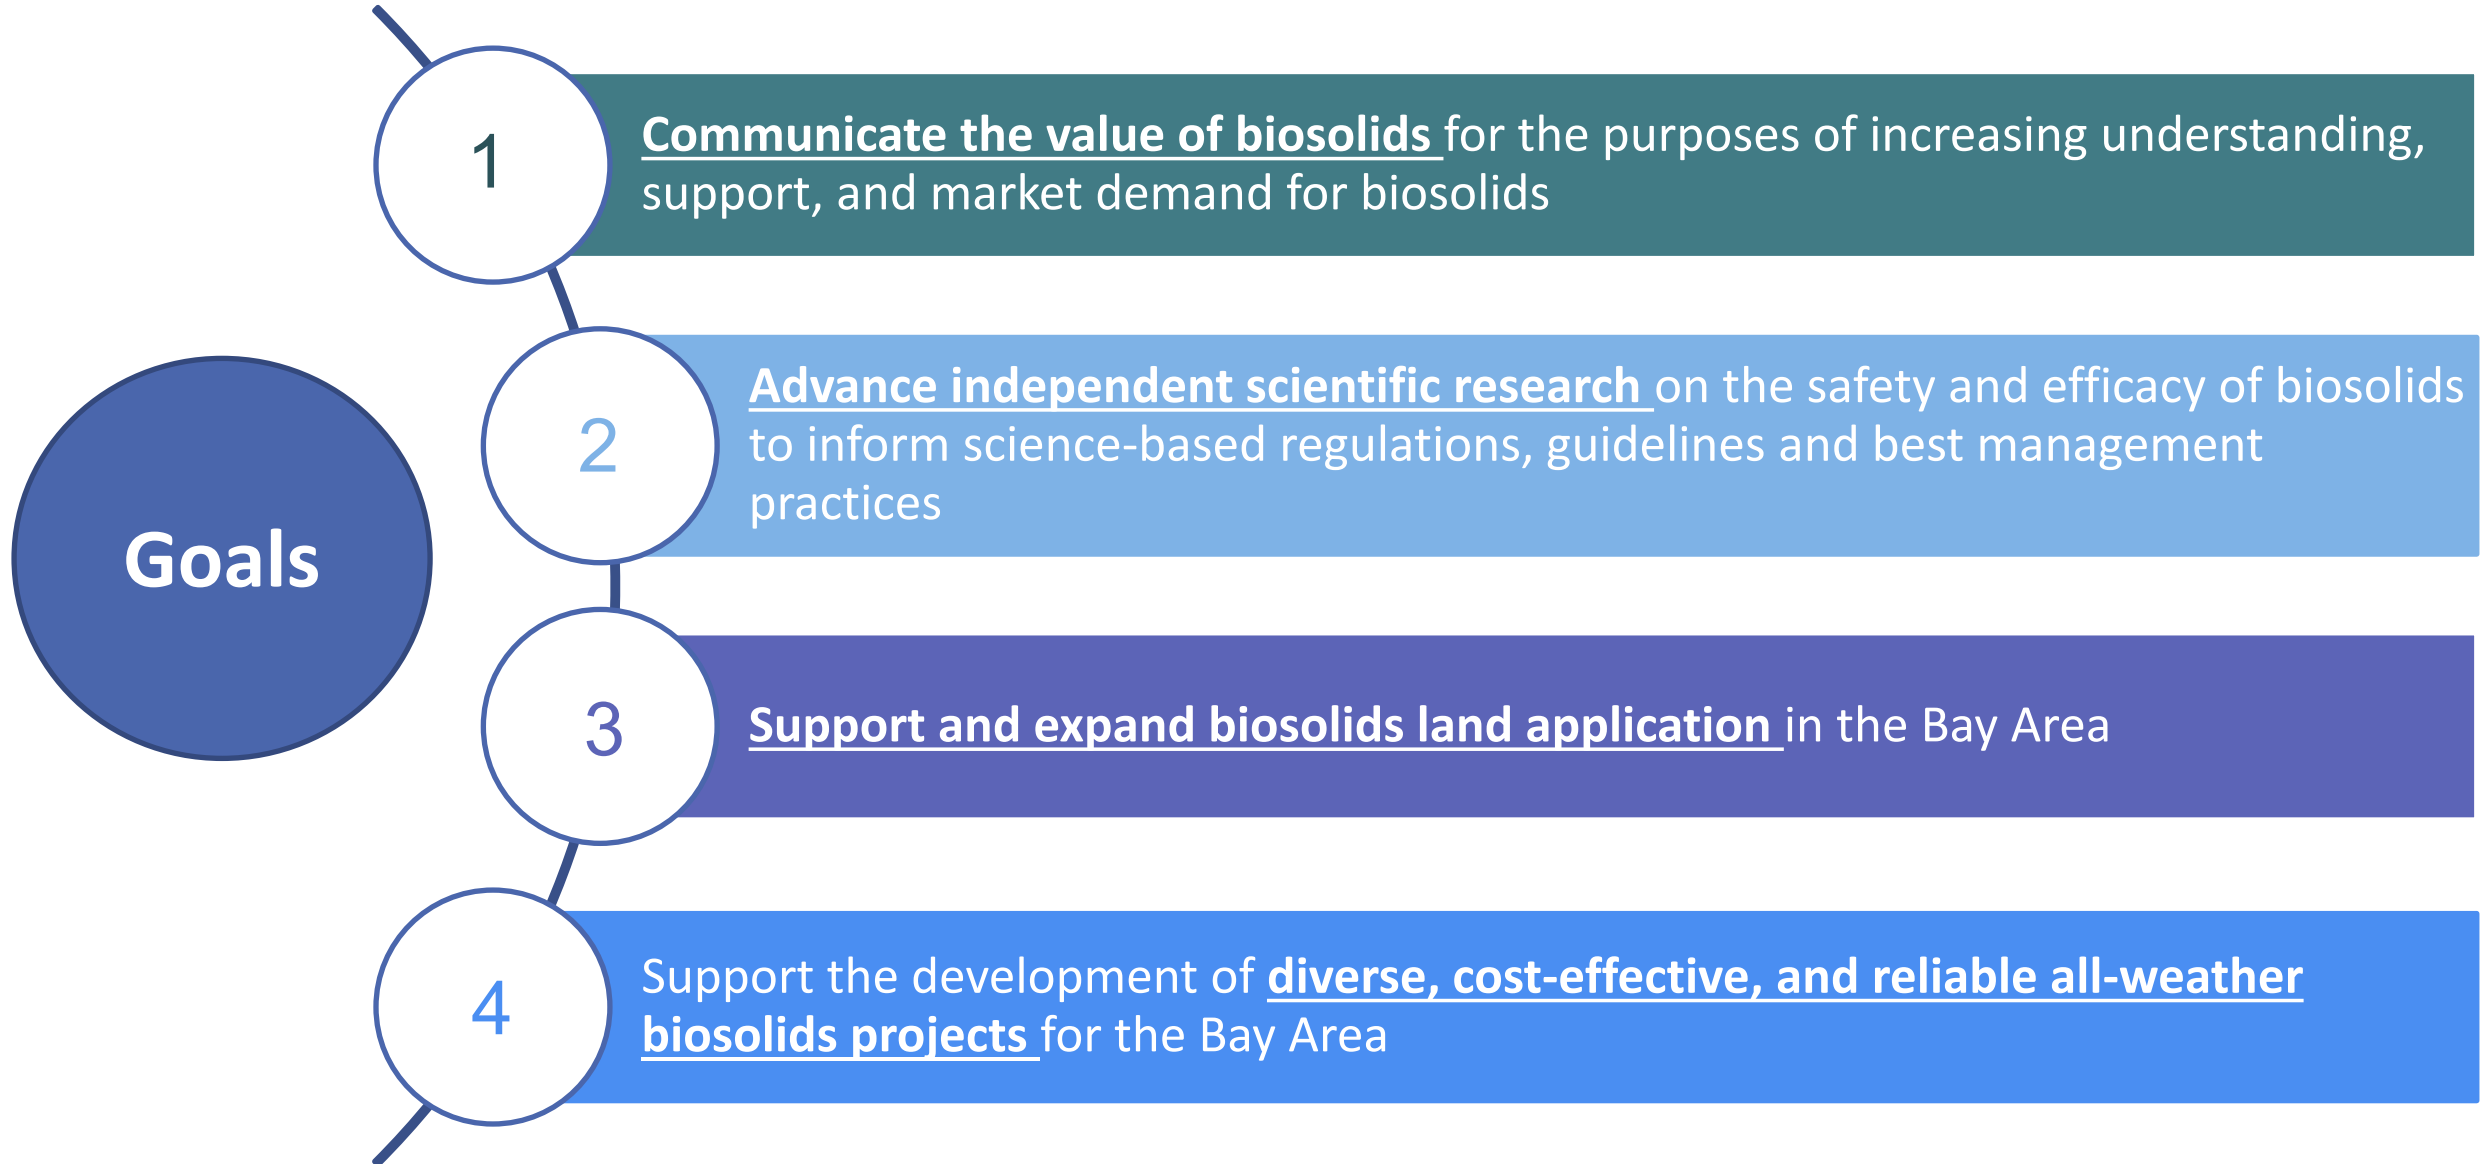 Goals
1
Communicate the value of biosolids for the purposes of increasing understanding,
support, and market demand for biosolids
2
Advance independent scientific research on the safety and efficacy of biosolids
to inform science-based regulations, guidelines and best management
practices
3
Support and expand biosolids land application in the Bay Area
4
Support the development of diverse, cost-effective, and reliable all-weather
biosolids projects for the Bay Area